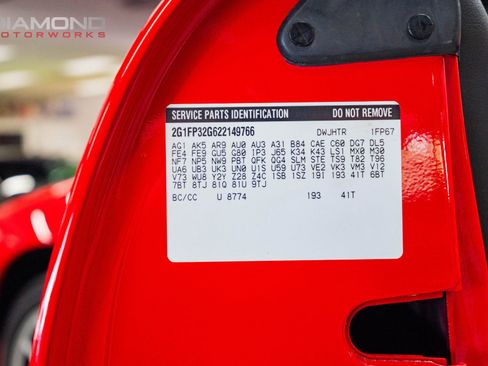 DIAMOND
MOTORWORKS
SERVICE PARTS IDENTIFICATION DO NOT REMOVE
2G1FP32G622149766 DWJHTR 1FP67
AG1 AK5 AR9 AU0 AU3 A31 B84 CAE C60 DG7 DL5
FE4 FE9 GU5 G80 IP3 J65 K34 K43 LS1 MX0 M30
NF7 NP5 NW9 PBT QFK QG4 SLM STE TS9 T82 T96
UA6 UB3 UK3 UN0 U1S U59 U73 VE2 VK3 VM3 V12
V73 WU8 Y2Y Z28 Z4C 1SB 1SZ 19I 193 41T 6BT
7BT 8TJ 81Q 81U 9TJ
BC/CC U 8774 193 41T